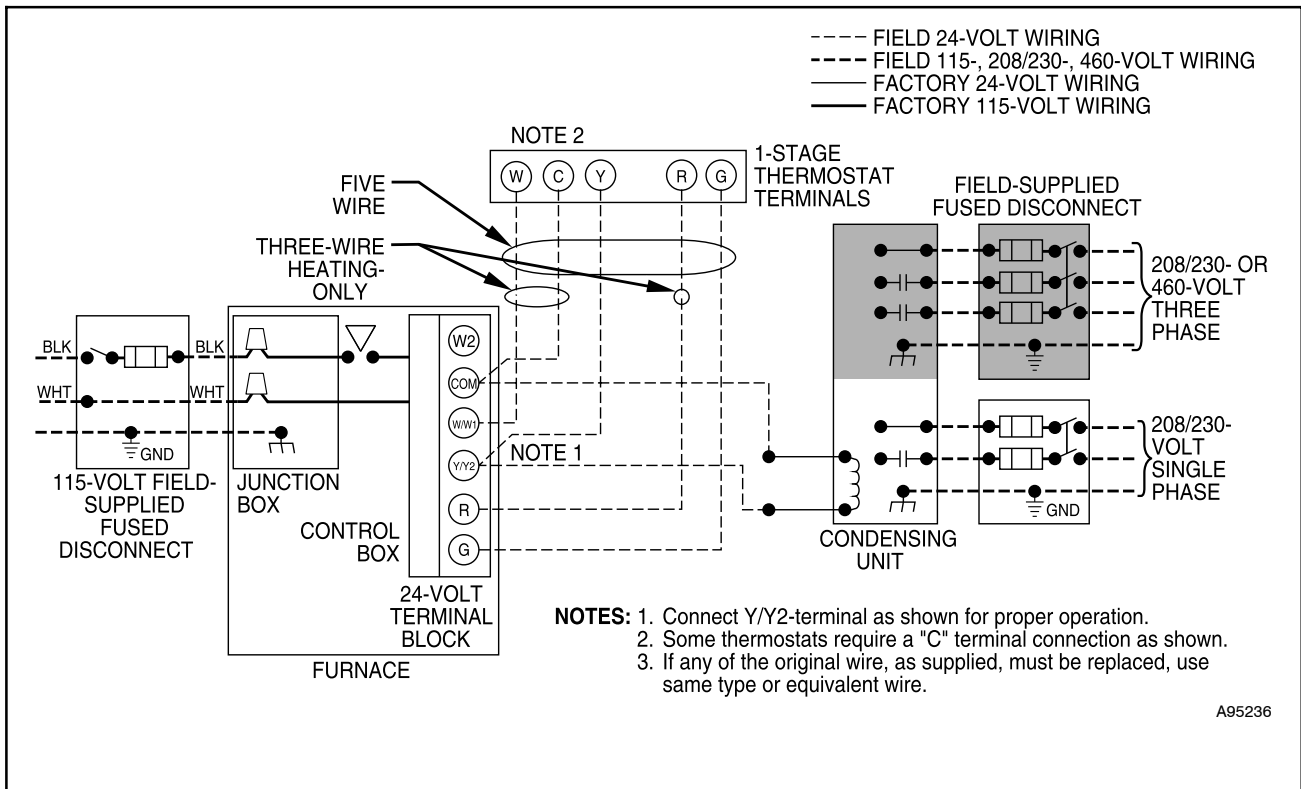 FIELD 24-VOLT WIRING
FIELD 115-, 208/230-, 460-VOLT WIRING
FACTORY 24-VOLT WIRING
FACTORY 115-VOLT WIRING
NOTE 2
W
C
Y
R
G
1-STAGE
THERMOSTAT
TERMINALS
FIVE
WIRE
THREE-WIRE
HEATING-
ONLY
FIELD-SUPPLIED
FUSED DISCONNECT
208/230- OR
460-VOLT
THREE
PHASE
BLK
BLK
WHT
WHT
GND
115-VOLT FIELD-
SUPPLIED
FUSED
DISCONNECT
JUNCTION
BOX
CONTROL
BOX
W2
COM
W/W1
Y/Y2
R
G
NOTE 1
24-VOLT
TERMINAL
BLOCK
FURNACE
208/230-
VOLT
SINGLE
PHASE
GND
CONDENSING
UNIT
NOTES: 1. Connect Y/Y2-terminal as shown for proper operation.
2. Some thermostats require a "C" terminal connection as shown.
3. If any of the original wire, as supplied, must be replaced, use
same type or equivalent wire.
A95236